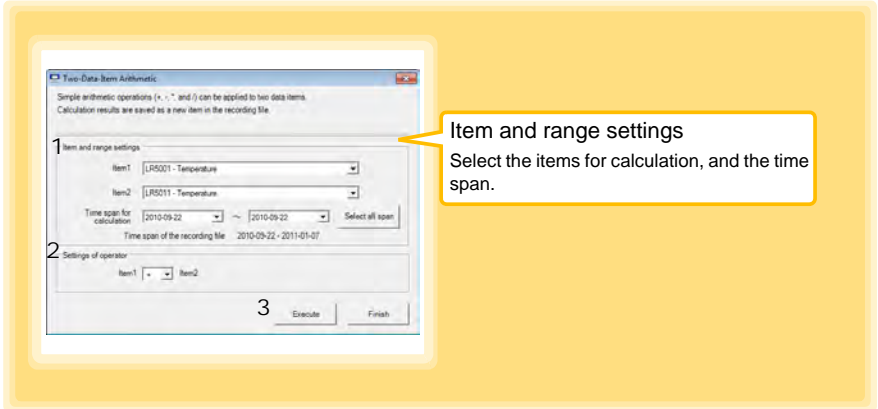 Two-Data-Item Arithmetic
Simple arithmetic operations (+, -, *, and /) can be applied to two data items.
Calculation results are saved as a new item in the recording file.
1 Item and range settings
Item1 LR5001 - Temperature
Item2 LR5011 - Temperature
Time span for calculation 2010-09-22 ~ 2010-09-22 Select all span
Time span of the recording file 2010-09-22 - 2011-01-07
2 Settings of operator
Item1 Item2
3 Execute Finish
Item and range settings
Select the items for calculation, and the time
span.